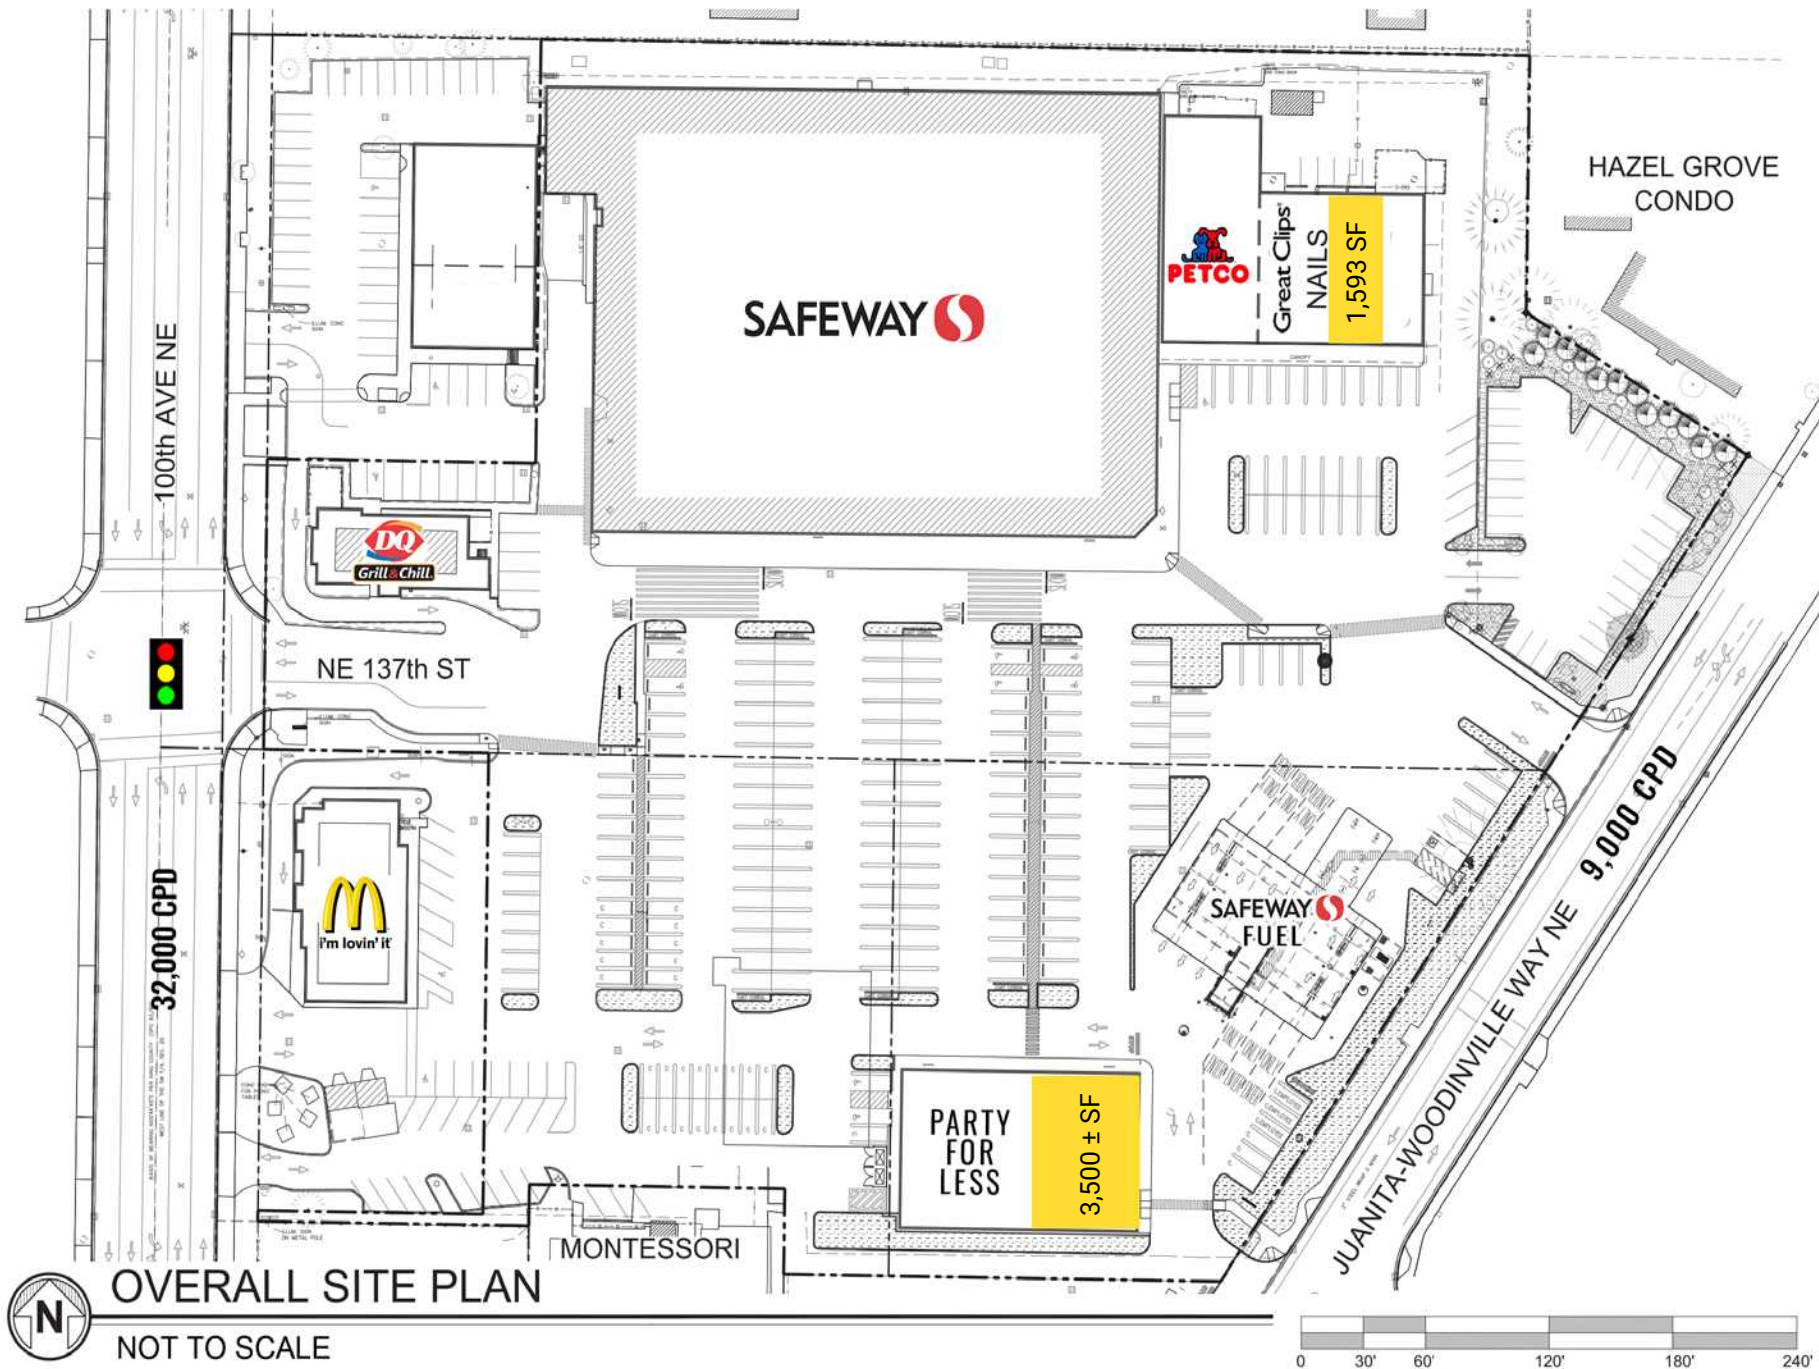 HAZEL GROVE
CONDO
SAFEWAY
PETCO
Great Clips
NAILS
1,593 SF
CANOPY
100th AVE NE
DQ
Grill & Chill
NE 137th ST
32,000 CPD
i'm lovin' it
SAFEWAY
FUEL
9,000 CPD
JUANITA-WOODINVILLE WAY NE
PARTY
FOR
LESS
3,500 ± SF
MONTESSORI
N
OVERALL SITE PLAN
NOT TO SCALE
0 30' 60' 120' 180' 240'